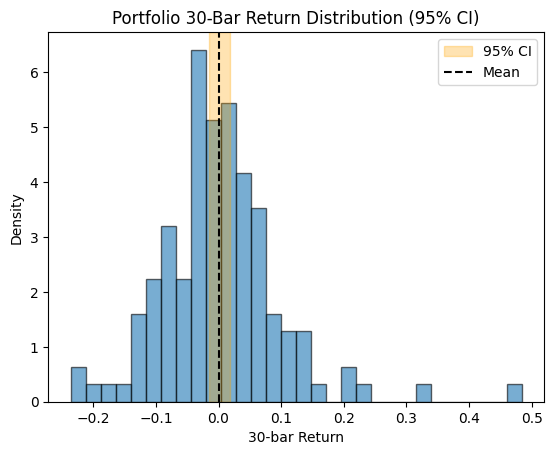 Portfolio 30-Bar Return Distribution (95% CI)
95% CI
Mean
Density
6
5
4
3
2
1
0
−0.2 −0.1 0.0 0.1 0.2 0.3 0.4 0.5
30-bar Return